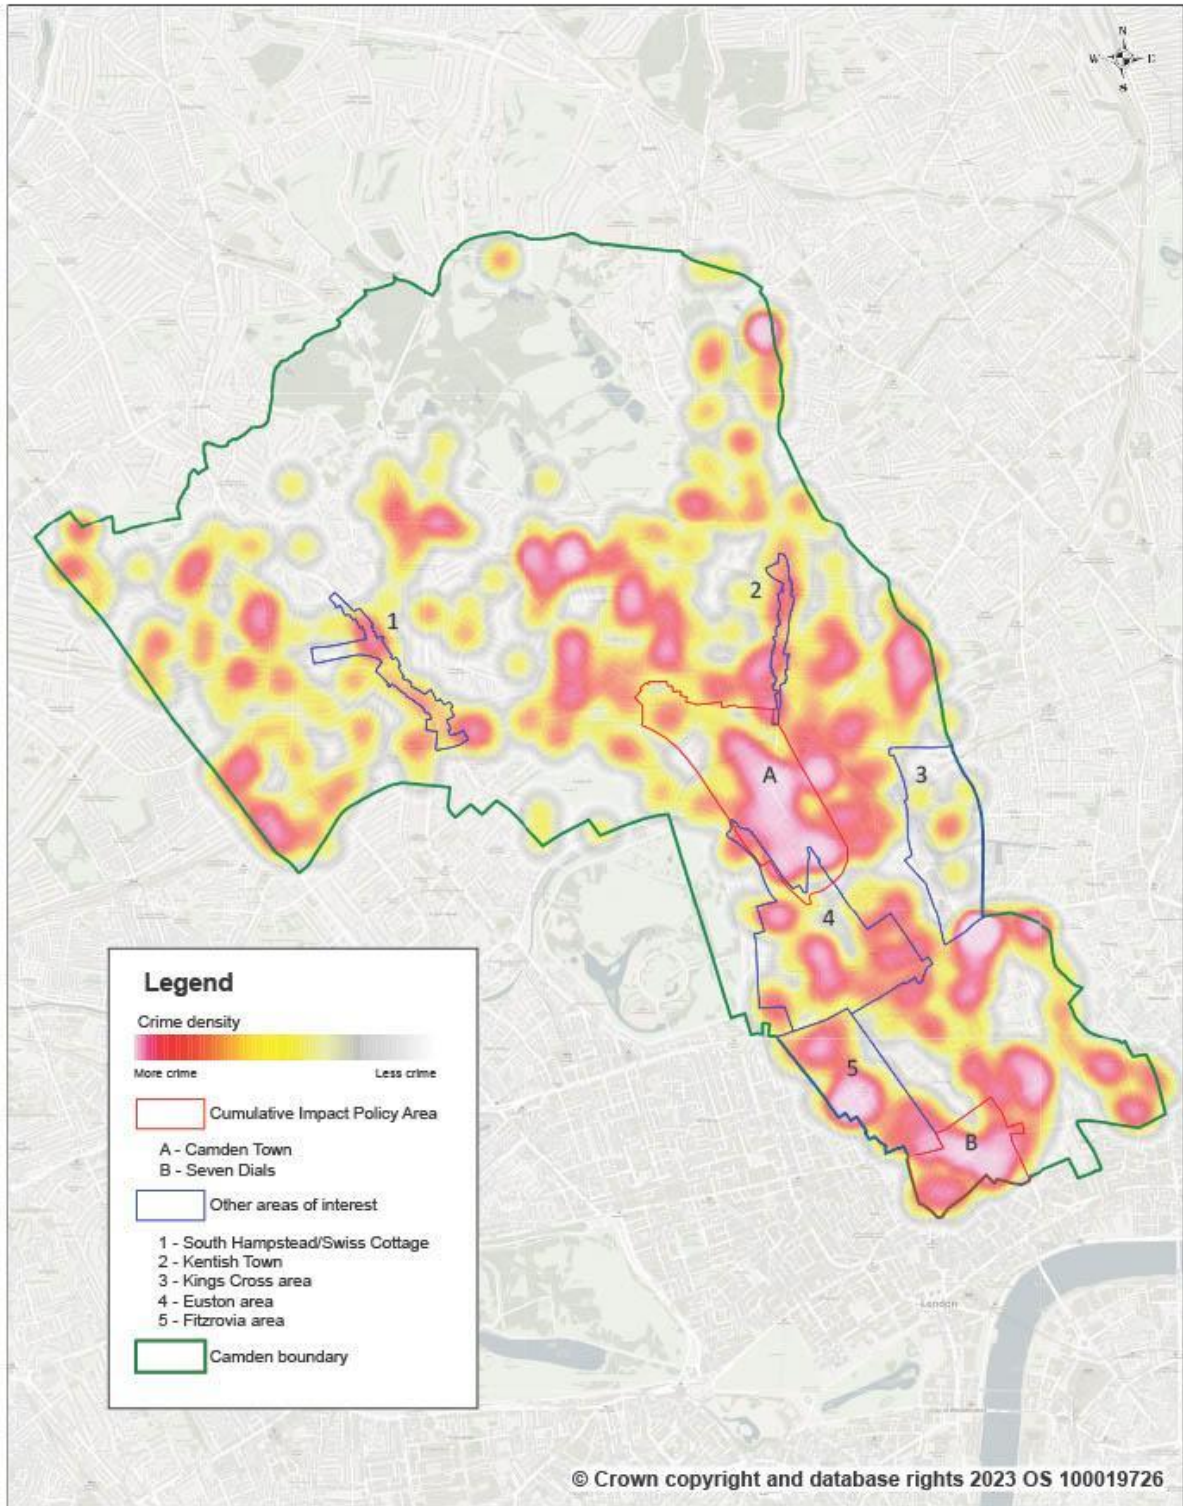 N
W
E
S
1
2
3
A
4
5
B
Legend
Crime density
More crime Less crime
Cumulative Impact Policy Area
A - Camden Town
B - Seven Dials
Other areas of interest
1 - South Hampstead/Swiss Cottage
2 - Kentish Town
3 - Kings Cross area
4 - Euston area
5 - Fitzrovia area
Camden boundary
London
© Crown copyright and database rights 2023 OS 100019726